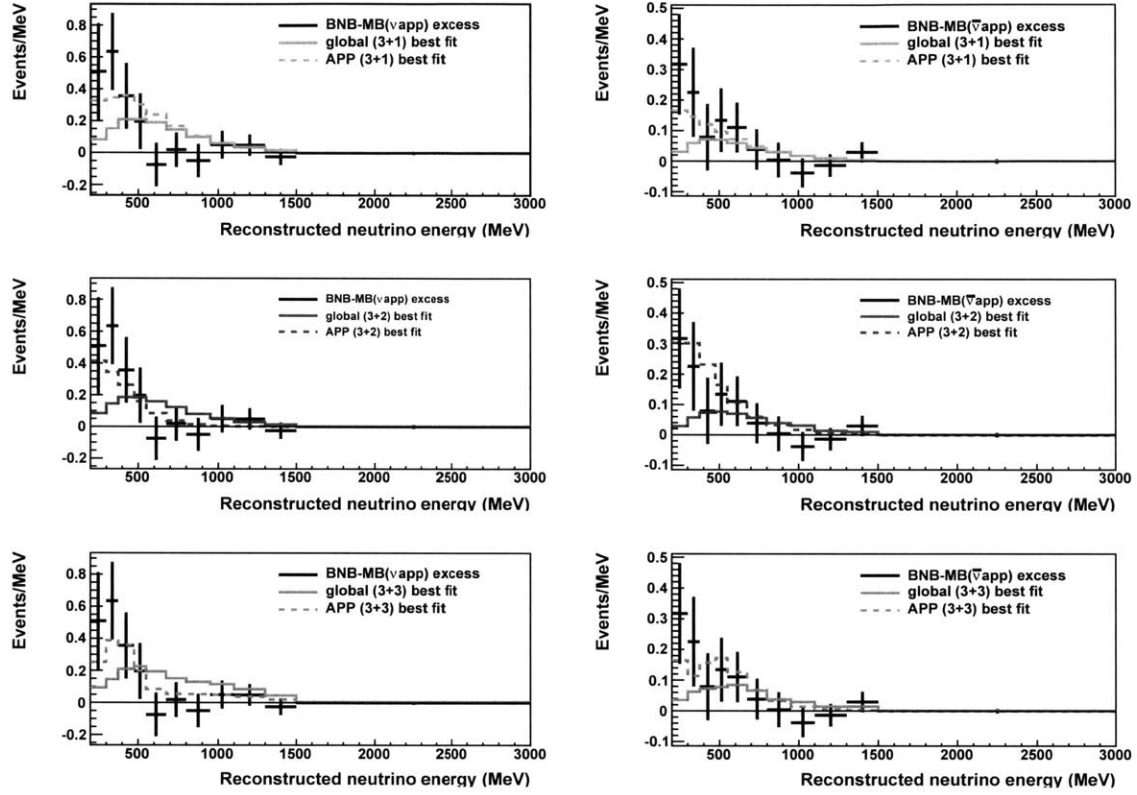 Events/MeV
0.8
0.6
0.4
0.2
0
-0.2
BNB-MB(νapp) excess
global (3+1) best fit
APP (3+1) best fit
500 1000 1500 2000 2500 3000
Reconstructed neutrino energy (MeV)
Events/MeV
0.5
0.4
0.3
0.2
0.1
0
-0.1
BNB-MB(ν̅app) excess
global (3+1) best fit
APP (3+1) best fit
500 1000 1500 2000 2500 3000
Reconstructed neutrino energy (MeV)
Events/MeV
0.8
0.6
0.4
0.2
0
-0.2
BNB-MB(νapp) excess
global (3+2) best fit
APP (3+2) best fit
500 1000 1500 2000 2500 3000
Reconstructed neutrino energy (MeV)
Events/MeV
0.5
0.4
0.3
0.2
0.1
0
-0.1
BNB-MB(ν̅app) excess
global (3+2) best fit
APP (3+2) best fit
500 1000 1500 2000 2500 3000
Reconstructed neutrino energy (MeV)
Events/MeV
0.8
0.6
0.4
0.2
0
-0.2
BNB-MB(νapp) excess
global (3+3) best fit
APP (3+3) best fit
500 1000 1500 2000 2500 3000
Reconstructed neutrino energy (MeV)
Events/MeV
0.5
0.4
0.3
0.2
0.1
0
-0.1
BNB-MB(ν̅app) excess
global (3+3) best fit
APP (3+3) best fit
500 1000 1500 2000 2500 3000
Reconstructed neutrino energy (MeV)